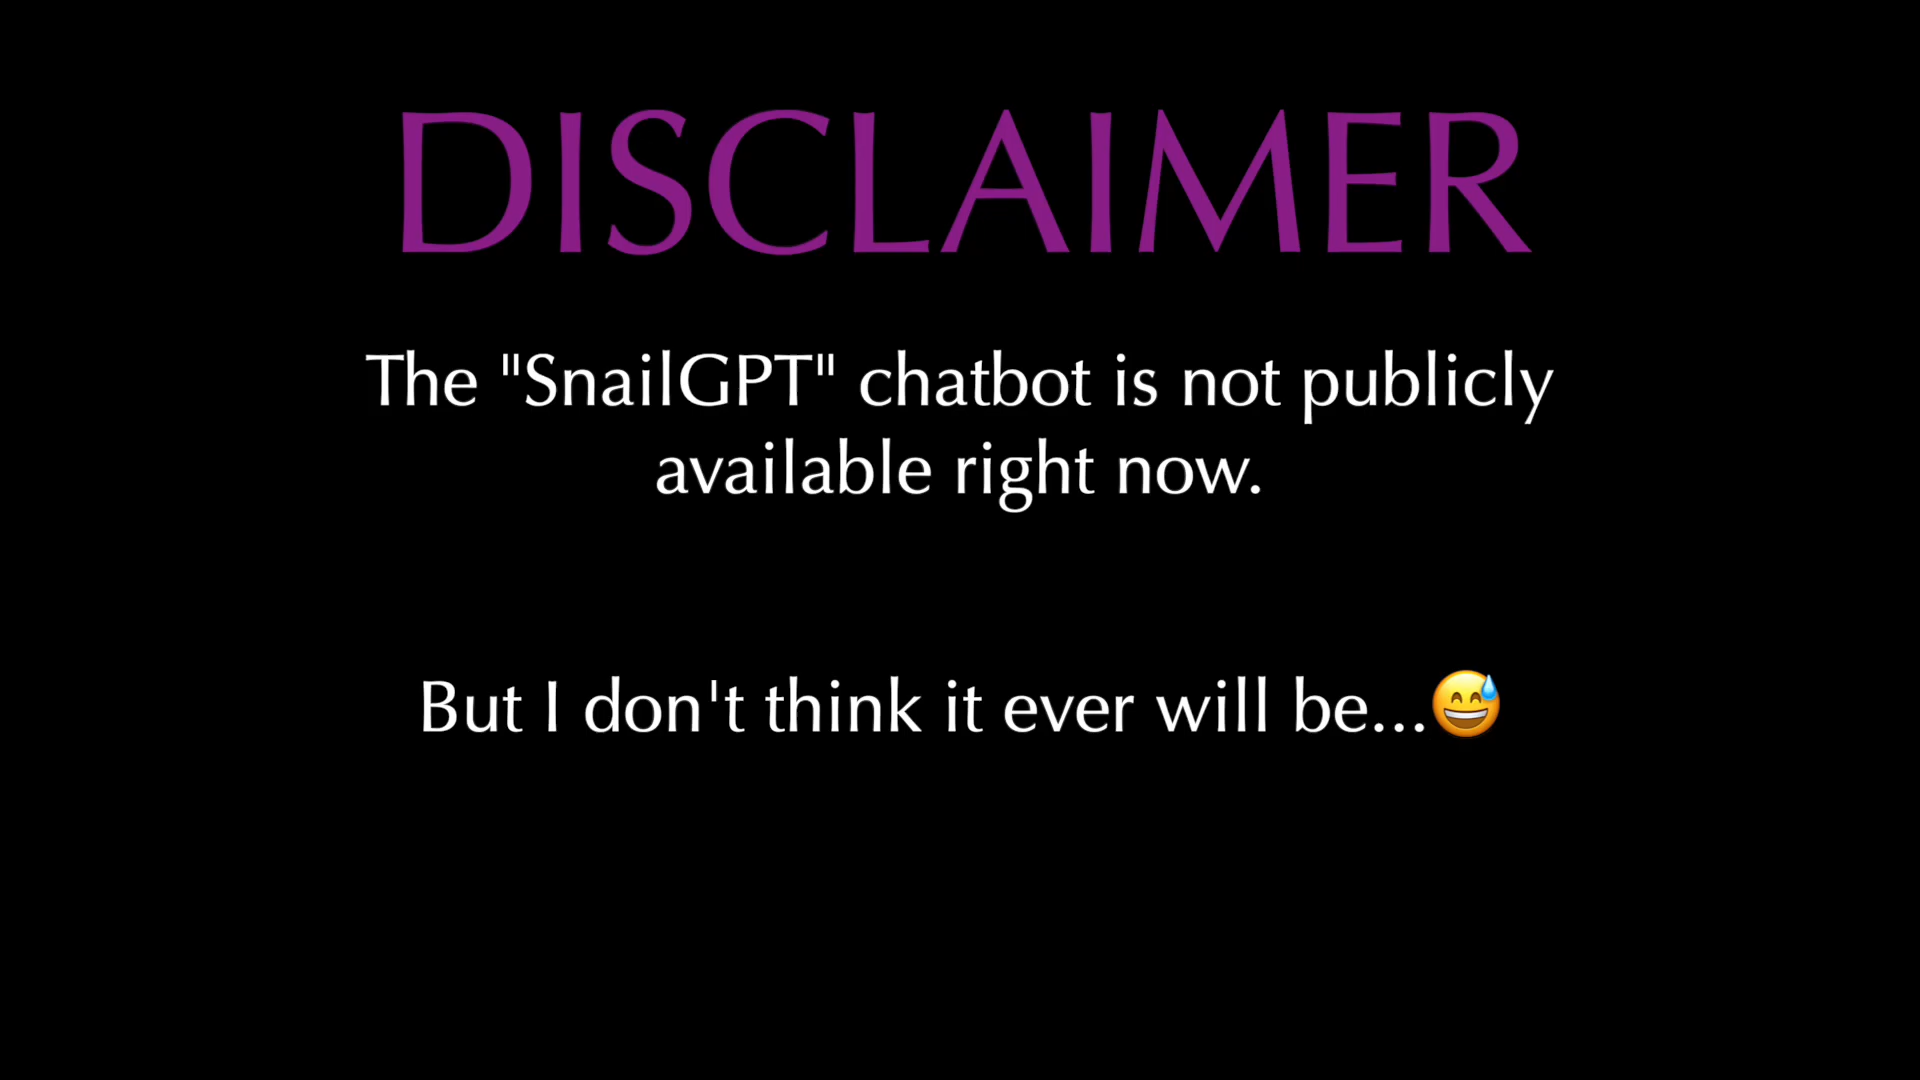 DISCLAIMER
The "SnailGPT" chatbot is not publicly
available right now.
But I don't think it ever will be...😅